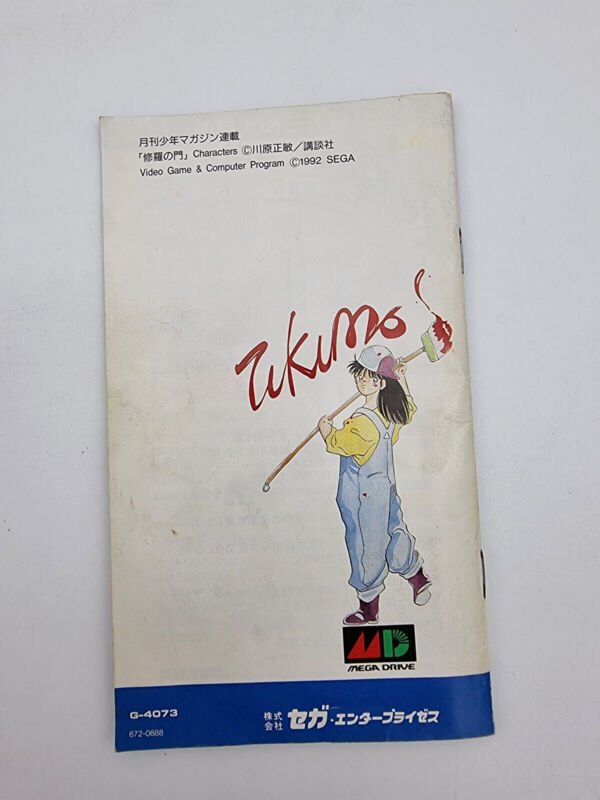 月刊少年マガジン連載
「修羅の門」Characters ©川原正敏／講談社
Video Game & Computer Program ©1992 SEGA
MD
MEGA DRIVE
G-4073
672-0888
株式会社 セガ・エンタープライゼス